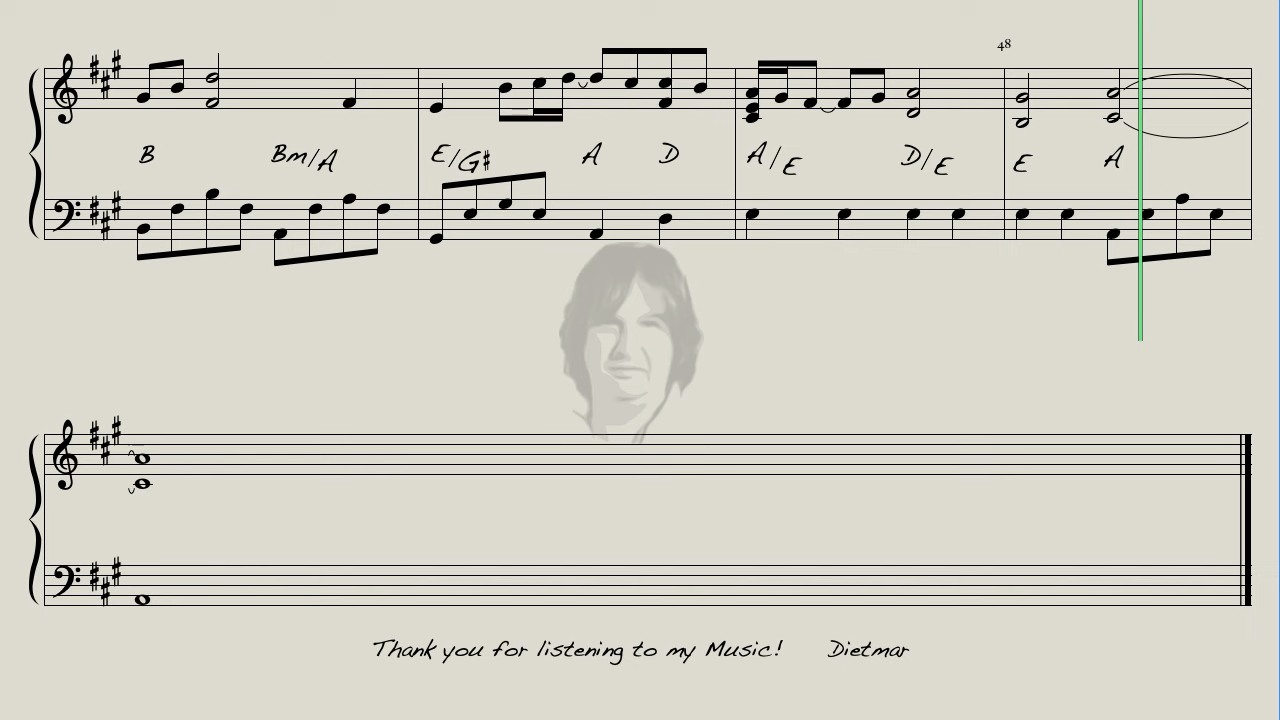 48
B Bm/A E/G# A D A/E D/E E A
Thank you for listening to my Music! Dietmar